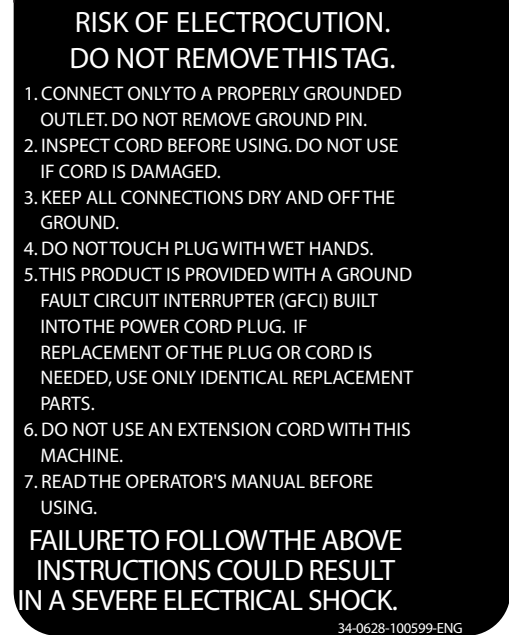 RISK OF ELECTROCUTION.
DO NOT REMOVE THIS TAG.
1. CONNECT ONLY TO A PROPERLY GROUNDED
OUTLET. DO NOT REMOVE GROUND PIN.
2. INSPECT CORD BEFORE USING. DO NOT USE
IF CORD IS DAMAGED.
3. KEEP ALL CONNECTIONS DRY AND OFF THE
GROUND.
4. DO NOT TOUCH PLUG WITH WET HANDS.
5. THIS PRODUCT IS PROVIDED WITH A GROUND
FAULT CIRCUIT INTERRUPTER (GFCI) BUILT
INTO THE POWER CORD PLUG. IF
REPLACEMENT OF THE PLUG OR CORD IS
NEEDED, USE ONLY IDENTICAL REPLACEMENT
PARTS.
6. DO NOT USE AN EXTENSION CORD WITH THIS
MACHINE.
7. READ THE OPERATOR'S MANUAL BEFORE
USING.
FAILURE TO FOLLOW THE ABOVE
INSTRUCTIONS COULD RESULT
IN A SEVERE ELECTRICAL SHOCK.
34-0628-100599-ENG